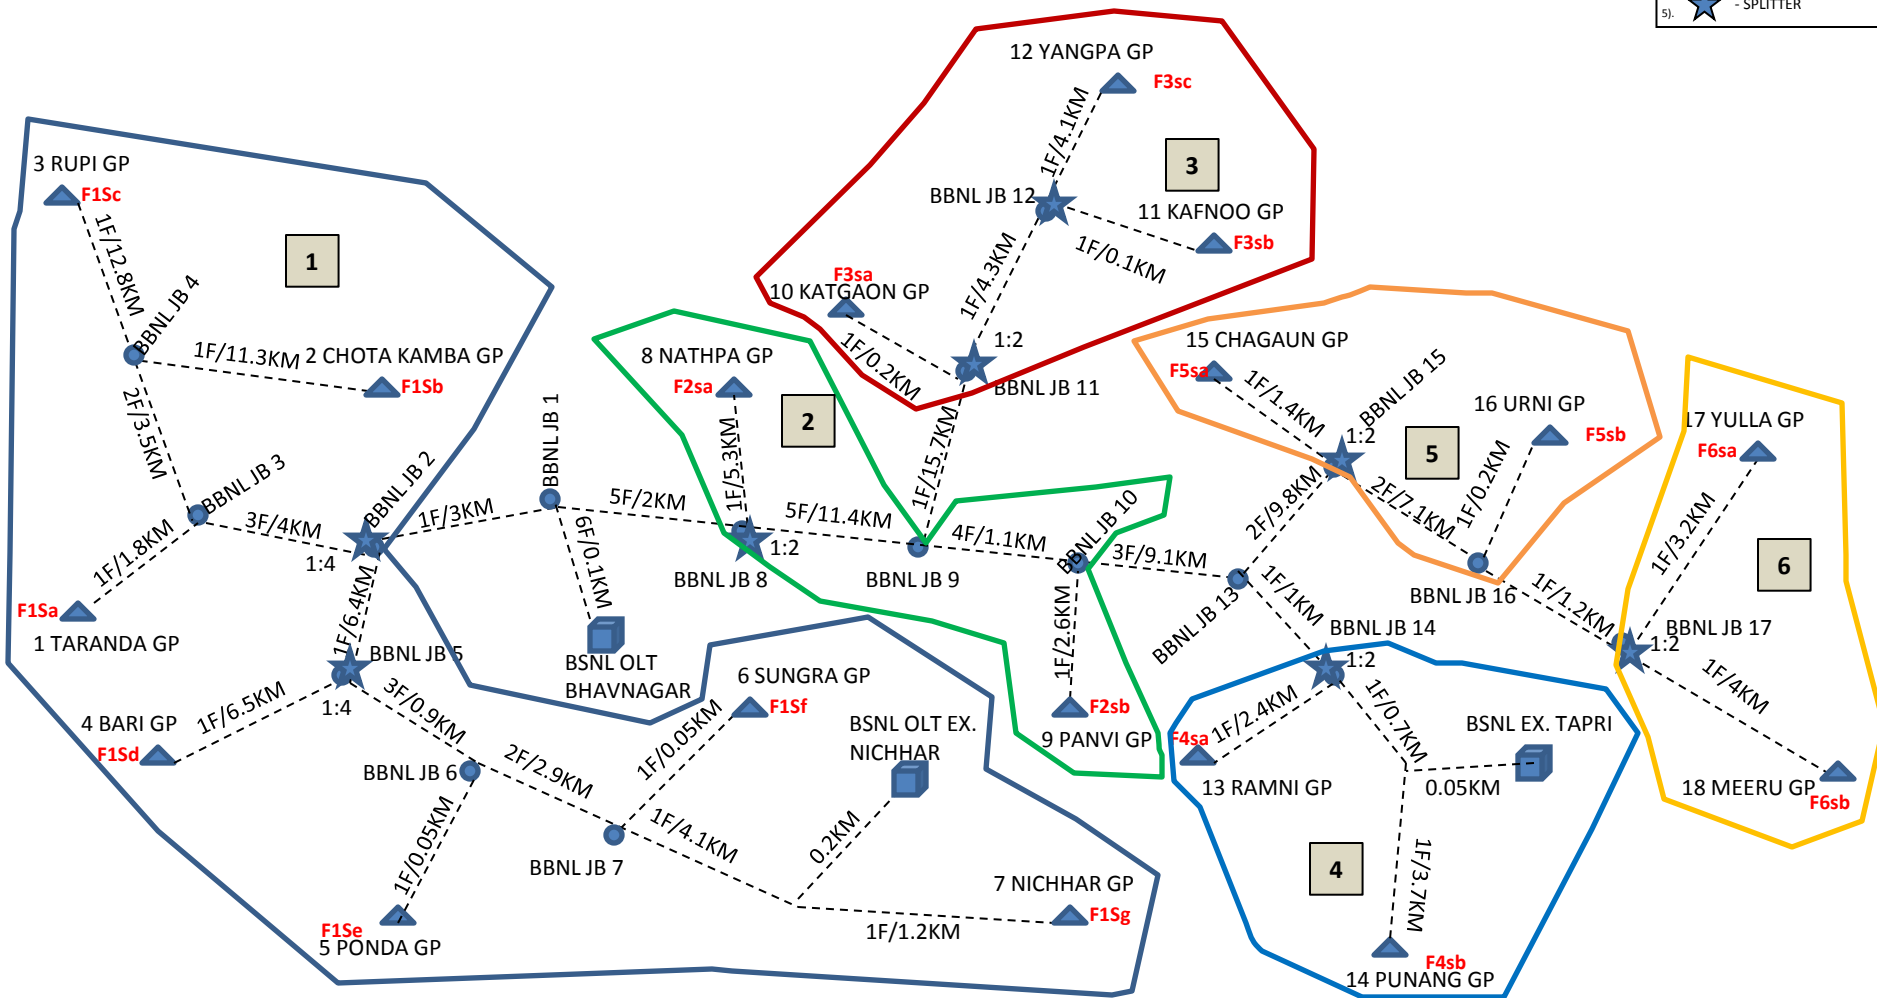 5).
- SPLITTER
12 YANGPA GP
F3sc
1F/4.1KM
3
BBNL JB 12
11 KAFNOO GP
F3sb
1F/0.1KM
1F/4.3KM
F3sa
10 KATGAON GP
1F/0.2KM
1:2
BBNL JB 11
1F/15.7KM
3 RUPI GP
F1Sc
1F/12.8KM
1
BBNL JB 4
1F/11.3KM
2 CHOTA KAMBA GP
F1Sb
2F/3.5KM
BBNL JB 3
3F/4KM
BBNL JB 2
1:4
1F/1.8KM
F1Sa
1 TARANDA GP
1F/3KM
BBNL JB 1
6F/0.1KM
BSNL OLT
BHAVNAGAR
5F/2KM
8 NATHPA GP
F2sa
2
1F/5.3KM
1:2
BBNL JB 8
5F/11.4KM
BBNL JB 9
4F/1.1KM
BBNL JB 10
3F/9.1KM
1F/2.6KM
F2sb
9 PANVI GP
1F/6.4KM
BBNL JB 5
1:4
4 BARI GP
F1Sd
1F/6.5KM
3F/0.9KM
BBNL JB 6
1F/0.05KM
F1Se
5 PONDA GP
2F/2.9KM
6 SUNGRA GP
F1Sf
1F/0.05KM
BBNL JB 7
1F/4.1KM
BSNL OLT EX.
NICHHAR
0.2KM
7 NICHHAR GP
F1Sg
1F/1.2KM
15 CHAGAUN GP
F5sa
1F/1.4KM
BBNL JB 15
1:2
5
16 URNI GP
F5sb
1F/0.2KM
2F/9.8KM
2F/7.1KM
BBNL JB 16
BBNL JB 13
1F/1KM
BBNL JB 14
1:2
1F/1.2KM
17 YULLA GP
F6sa
1F/3.2KM
6
BBNL JB 17
1:2
1F/4KM
18 MEERU GP
F6sb
F4sa
1F/2.4KM
13 RAMNI GP
1F/0.7KM
BSNL EX. TAPRI
0.05KM
4
1F/3.7KM
F4sb
14 PUNANG GP